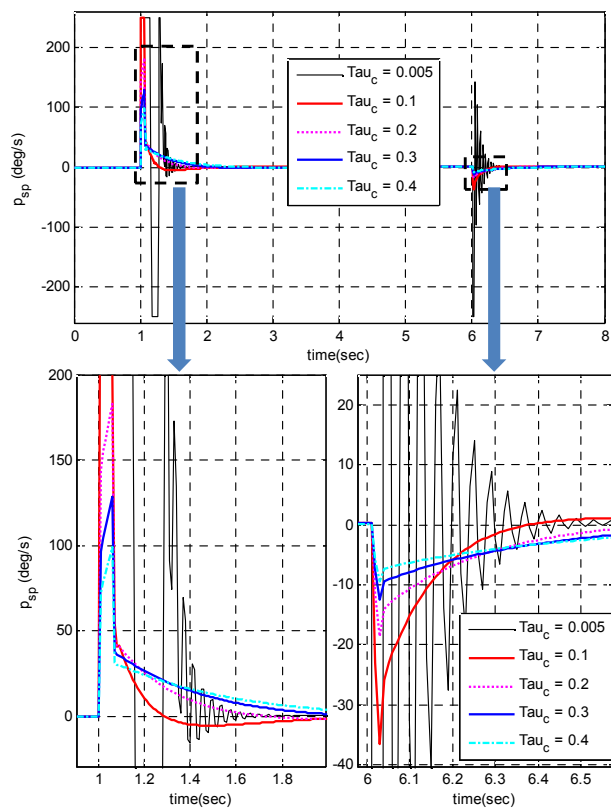 200
100
0
-100
-200
p_sp (deg/s)
0 1 2 3 4 5 6 7 8
time(sec)
Tau_c = 0.005
Tau_c = 0.1
Tau_c = 0.2
Tau_c = 0.3
Tau_c = 0.4
200
150
100
50
0
p_sp (deg/s)
1 1.2 1.4 1.6 1.8
time(sec)
20
10
0
-10
-20
-30
-40
6 6.1 6.2 6.3 6.4 6.5
time(sec)
Tau_c = 0.005
Tau_c = 0.1
Tau_c = 0.2
Tau_c = 0.3
Tau_c = 0.4